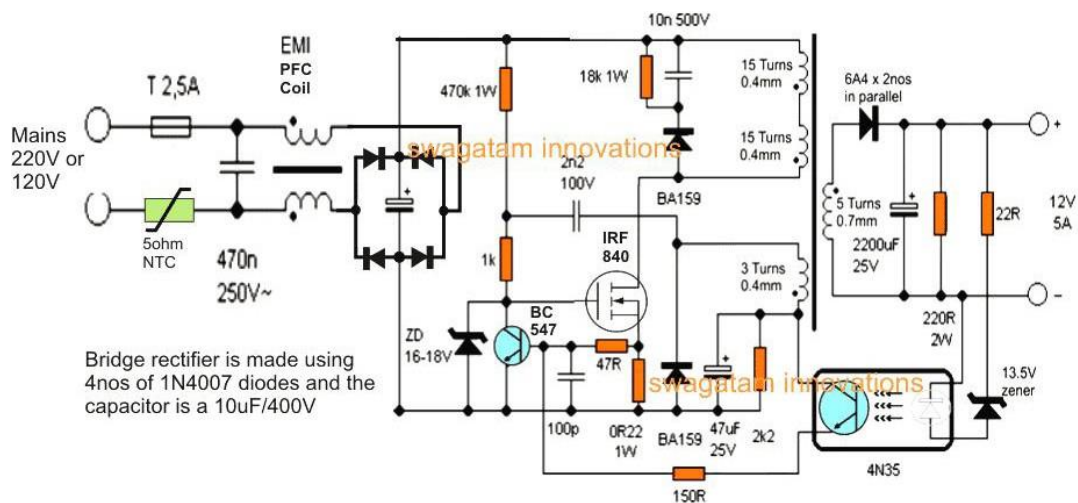 10n 500V
EMI
PFC
Coil
T 2,5A
470k 1W
18k 1W
15 Turns
0.4mm
6A4 x 2nos
in parallel
Mains
220V or
120V
swagatam innovations
15 Turns
0.4mm
+
2n2
100V
BA159
5 Turns
0.7mm
22R
12V
5A
5ohm
NTC
IRF
840
2200uF
25V
470n
250V~
1k
3 Turns
0.4mm
BC
547
–
220R
2W
ZD
16-18V
47R
Bridge rectifier is made using
4nos of 1N4007 diodes and the
capacitor is a 10uF/400V
swagatam innovations
13.5V
zener
100p
0R22
1W
BA159
47uF
25V
2k2
4N35
150R